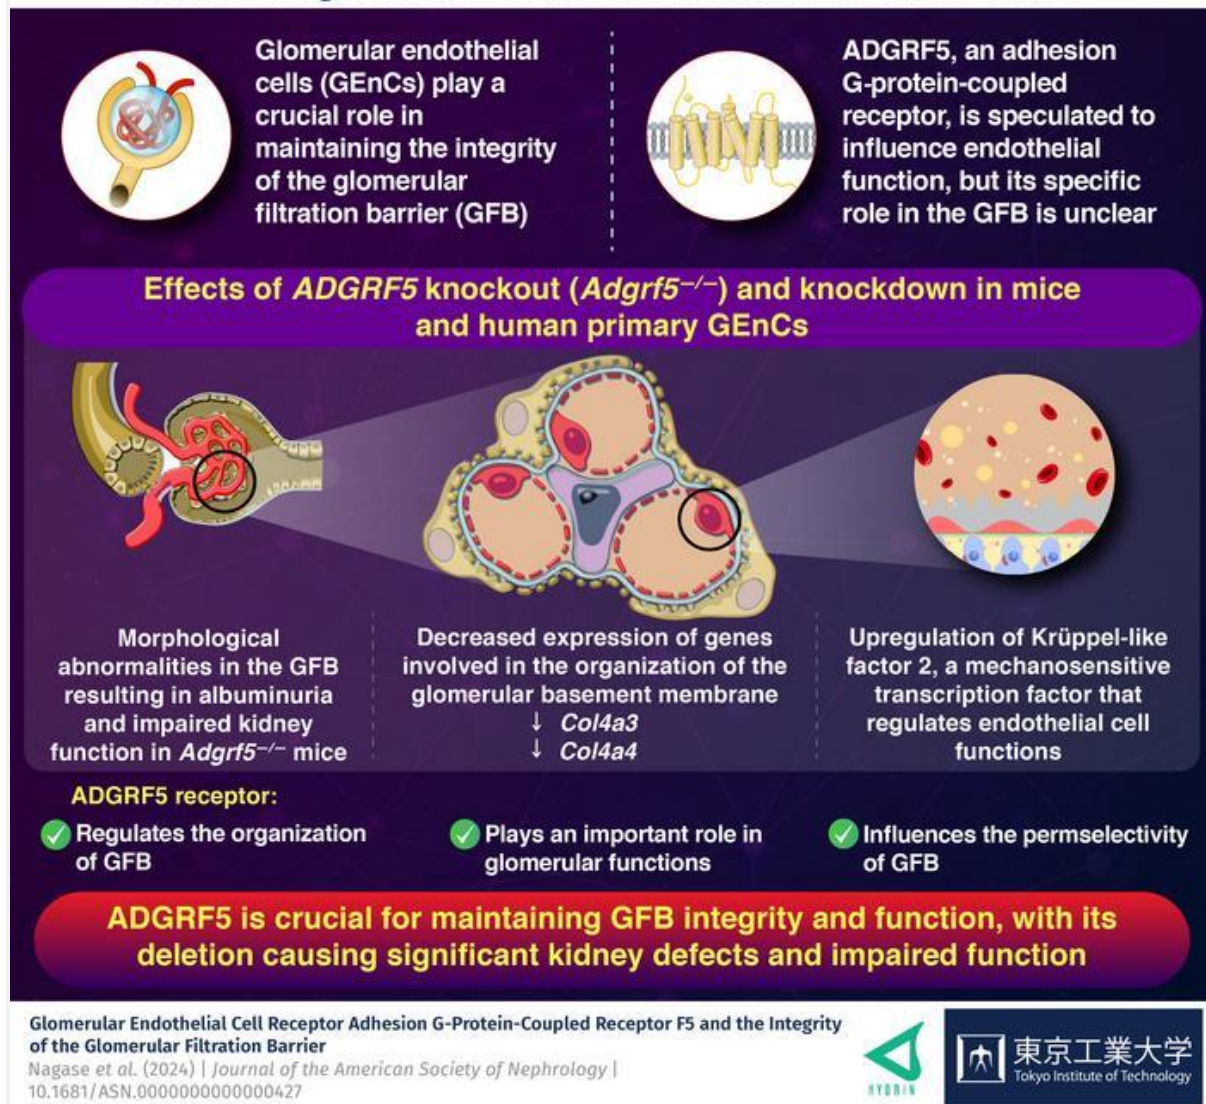 Glomerular endothelial
cells (GEnCs) play a
crucial role in
maintaining the integrity
of the glomerular
filtration barrier (GFB)
ADGRF5, an adhesion
G-protein-coupled
receptor, is speculated to
influence endothelial
function, but its specific
role in the GFB is unclear
Effects of ADGRF5 knockout (Adgrf5⁻/⁻) and knockdown in mice
and human primary GEnCs
Morphological
abnormalities in the GFB
resulting in albuminuria
and impaired kidney
function in Adgrf5⁻/⁻ mice
Decreased expression of genes
involved in the organization of the
glomerular basement membrane
↓ Col4a3
↓ Col4a4
Upregulation of Krüppel-like
factor 2, a mechanosensitive
transcription factor that
regulates endothelial cell
functions
ADGRF5 receptor:
Regulates the organization
of GFB
Plays an important role in
glomerular functions
Influences the permselectivity
of GFB
ADGRF5 is crucial for maintaining GFB integrity and function, with its
deletion causing significant kidney defects and impaired function
Glomerular Endothelial Cell Receptor Adhesion G-Protein-Coupled Receptor F5 and the Integrity
of the Glomerular Filtration Barrier
Nagase et al. (2024) | Journal of the American Society of Nephrology |
10.1681/ASN.0000000000000427
東京工業大学
Tokyo Institute of Technology